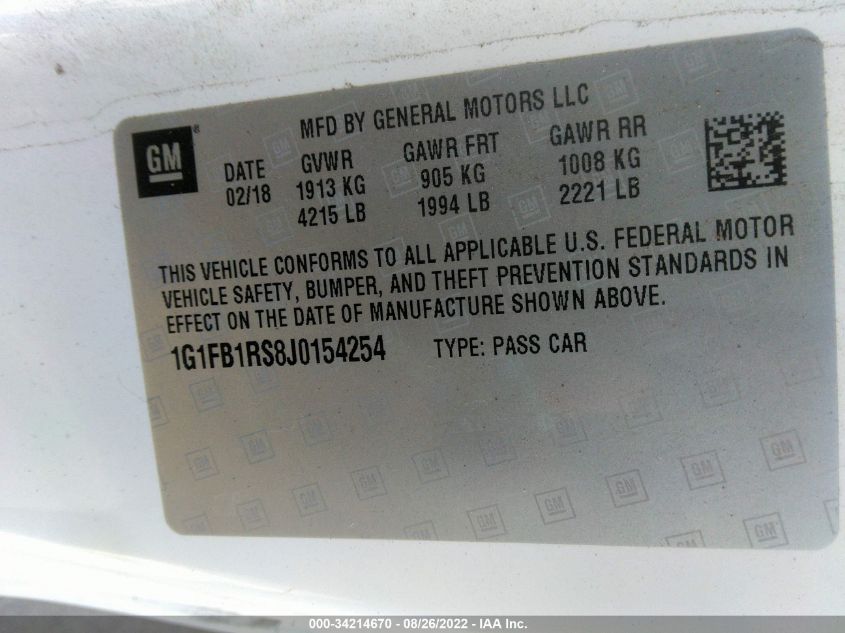 MFD BY GENERAL MOTORS LLC
GM®
DATE GVWR GAWR FRT GAWR RR
02/18 1913 KG 905 KG 1008 KG
4215 LB 1994 LB 2221 LB
THIS VEHICLE CONFORMS TO ALL APPLICABLE U.S. FEDERAL MOTOR
VEHICLE SAFETY, BUMPER, AND THEFT PREVENTION STANDARDS IN
EFFECT ON THE DATE OF MANUFACTURE SHOWN ABOVE.
1G1FB1RS8J0154254 TYPE: PASS CAR
000-34214670 - 08/26/2022 - IAA Inc.